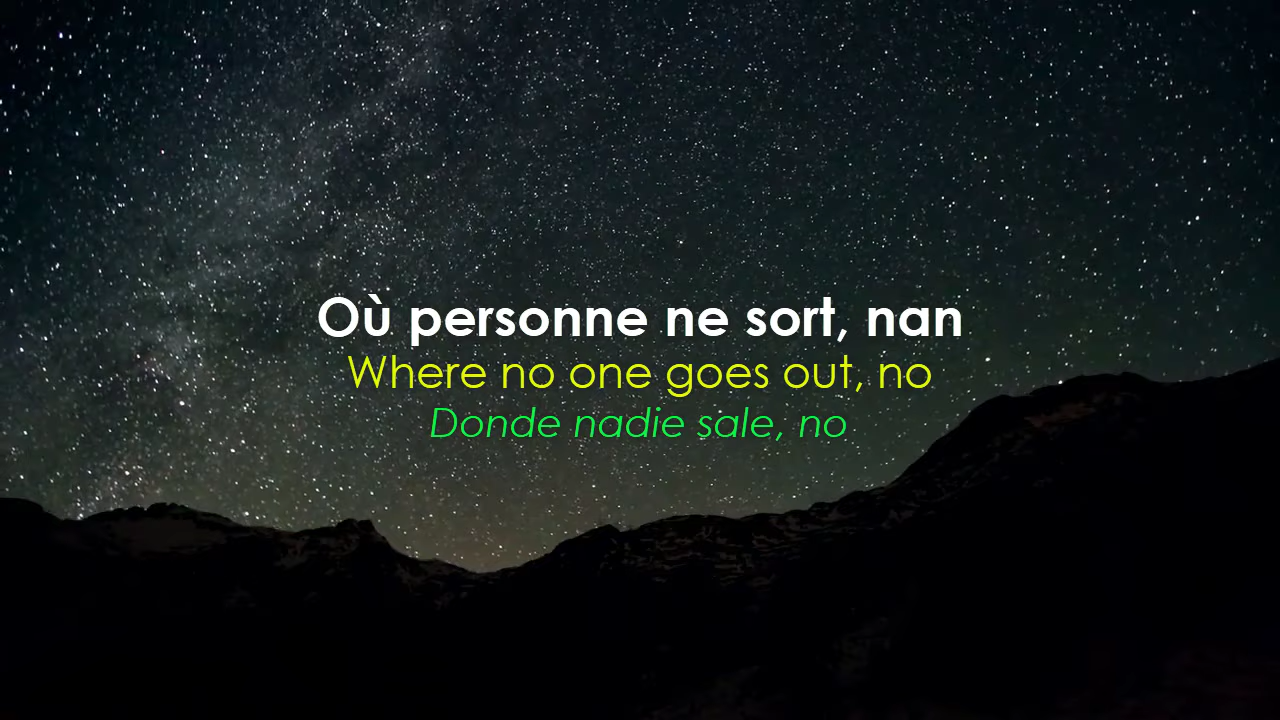 Où personne ne sort, nan
Where no one goes out, no
Donde nadie sale, no